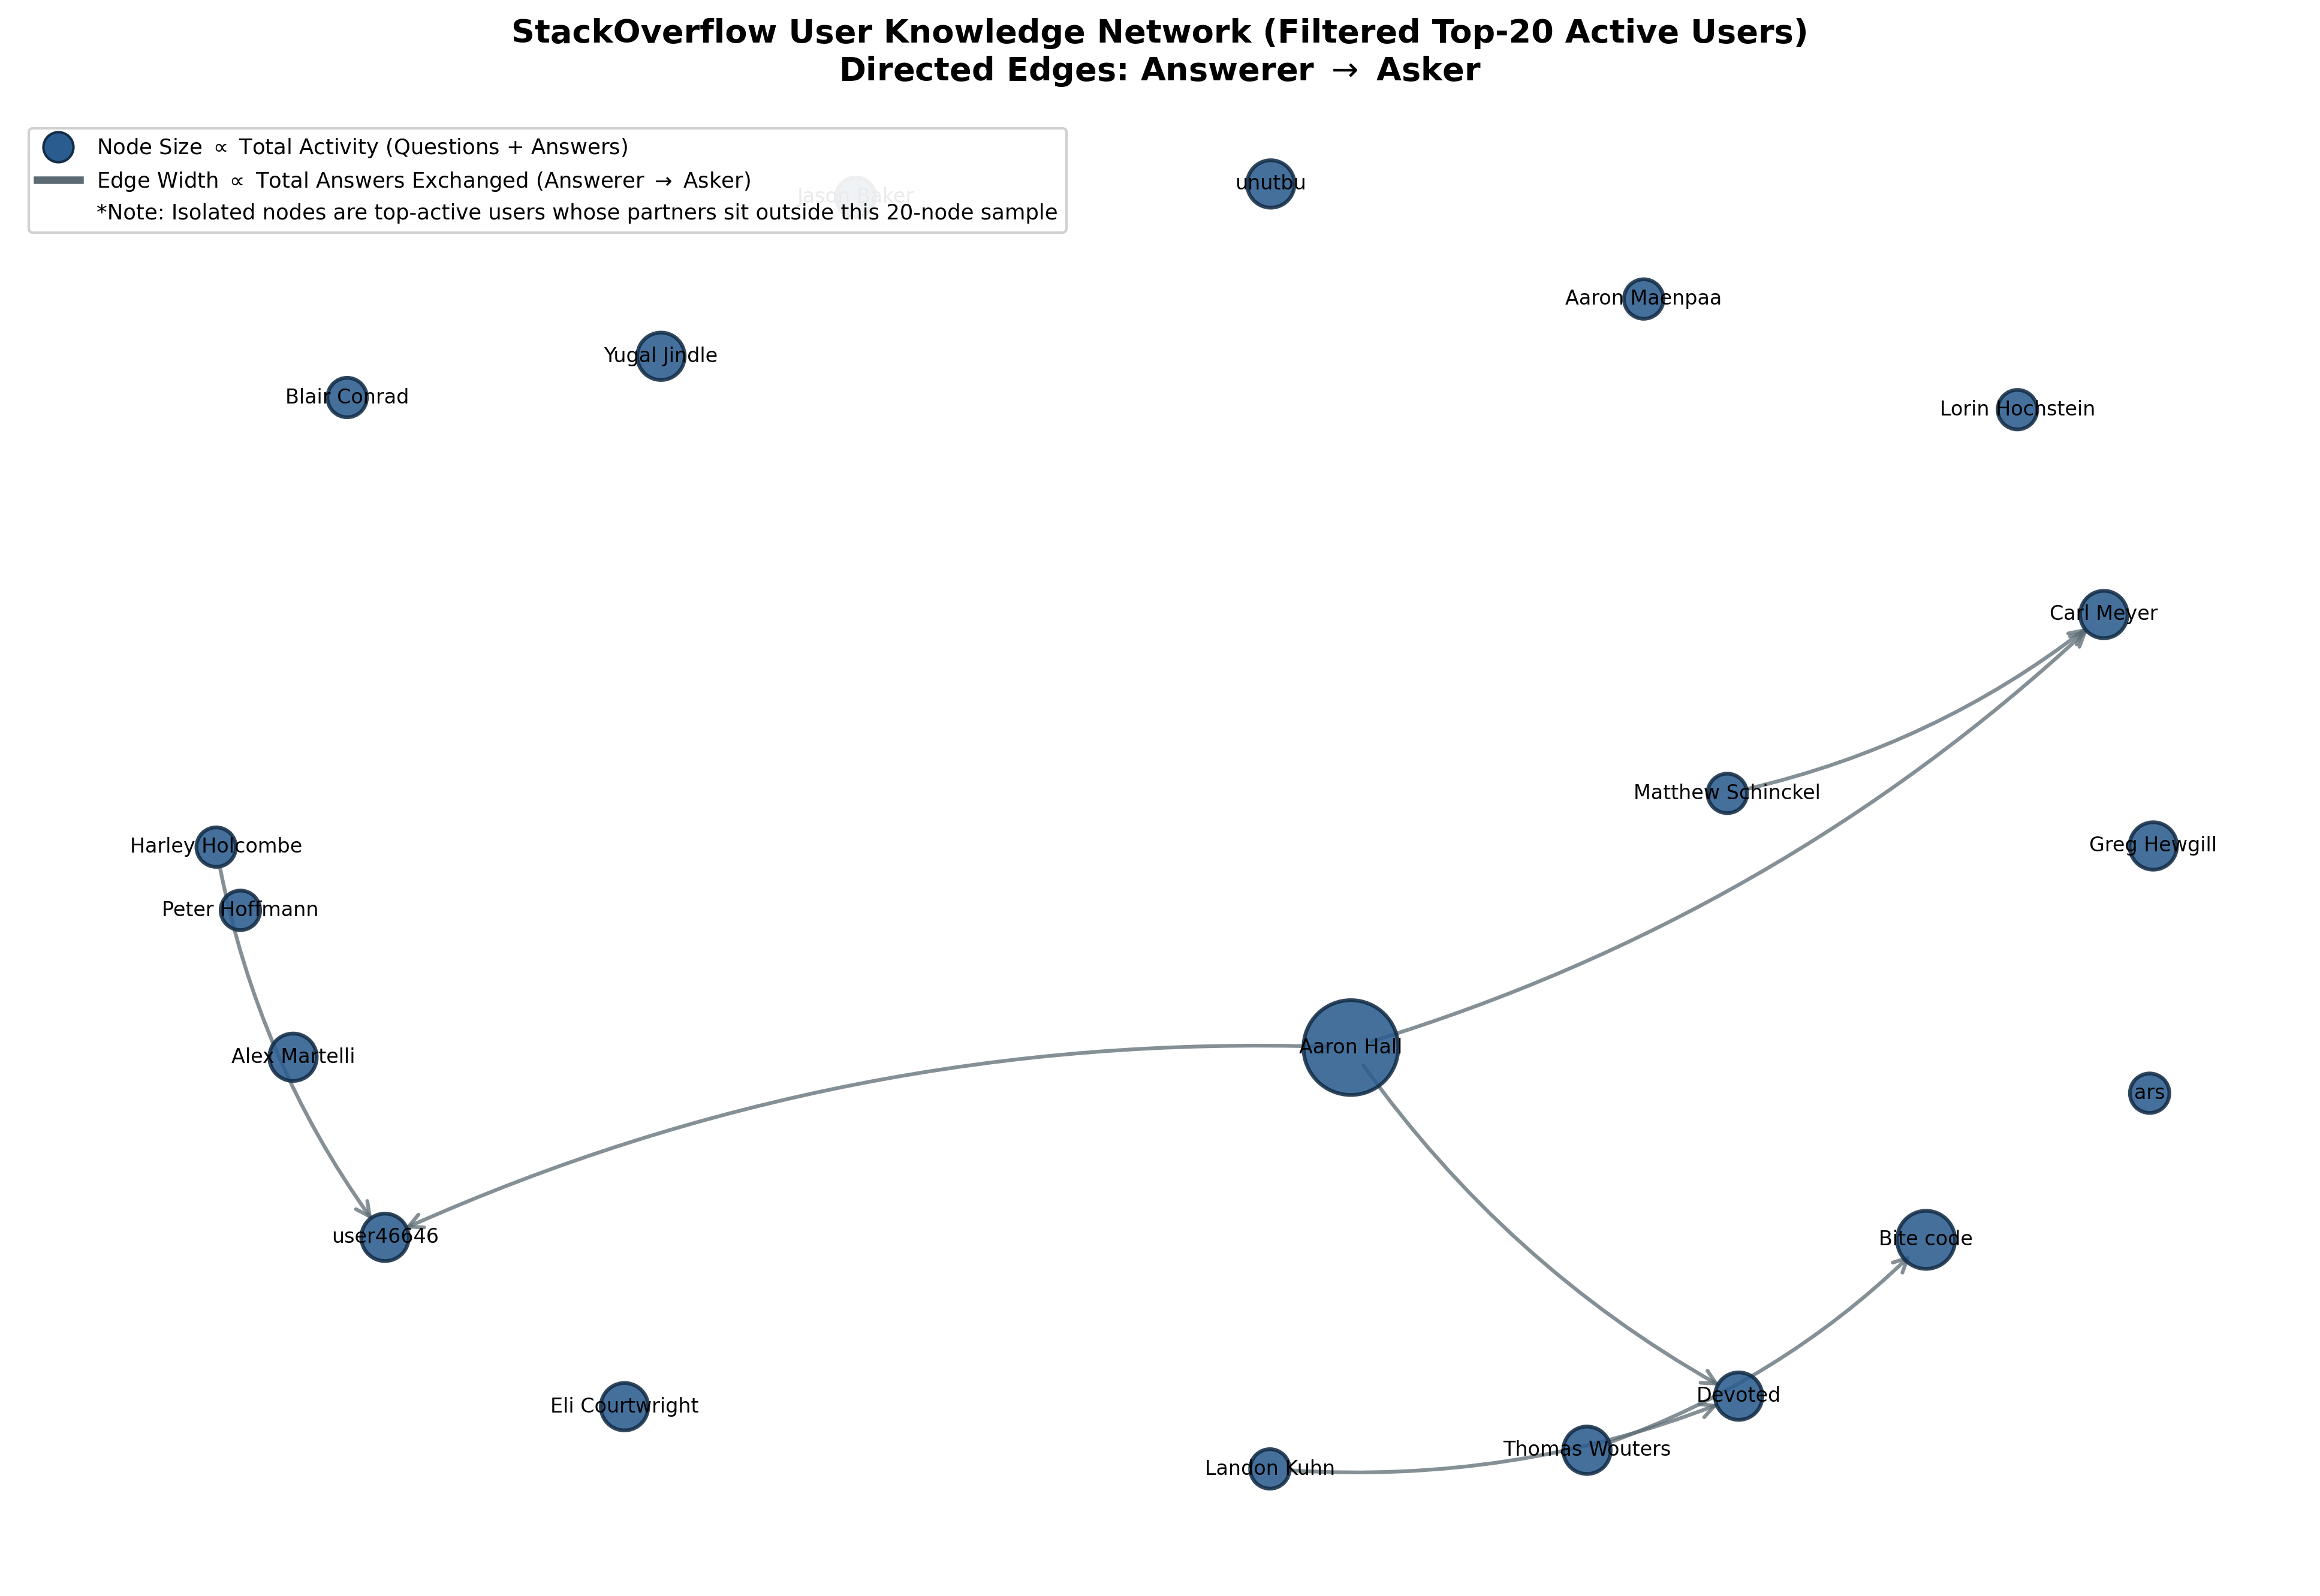 StackOverflow User Knowledge Network (Filtered Top-20 Active Users)
Directed Edges: Answerer → Asker
Node Size ∝ Total Activity (Questions + Answers)
Edge Width ∝ Total Answers Exchanged (Answerer → Asker)
*Note: Isolated nodes are top-active users whose partners sit outside this 20-node sample
Jason Baker
unutbu
Aaron Maenpaa
Yugal Jindle
Blair Conrad
Lorin Hochstein
Carl Meyer
Matthew Schinckel
Harley Holcombe
Greg Hewgill
Peter Hoffmann
Alex Martelli
Aaron Hall
ars
user46646
Bite code
Devoted
Eli Courtwright
Thomas Wouters
Landon Kuhn